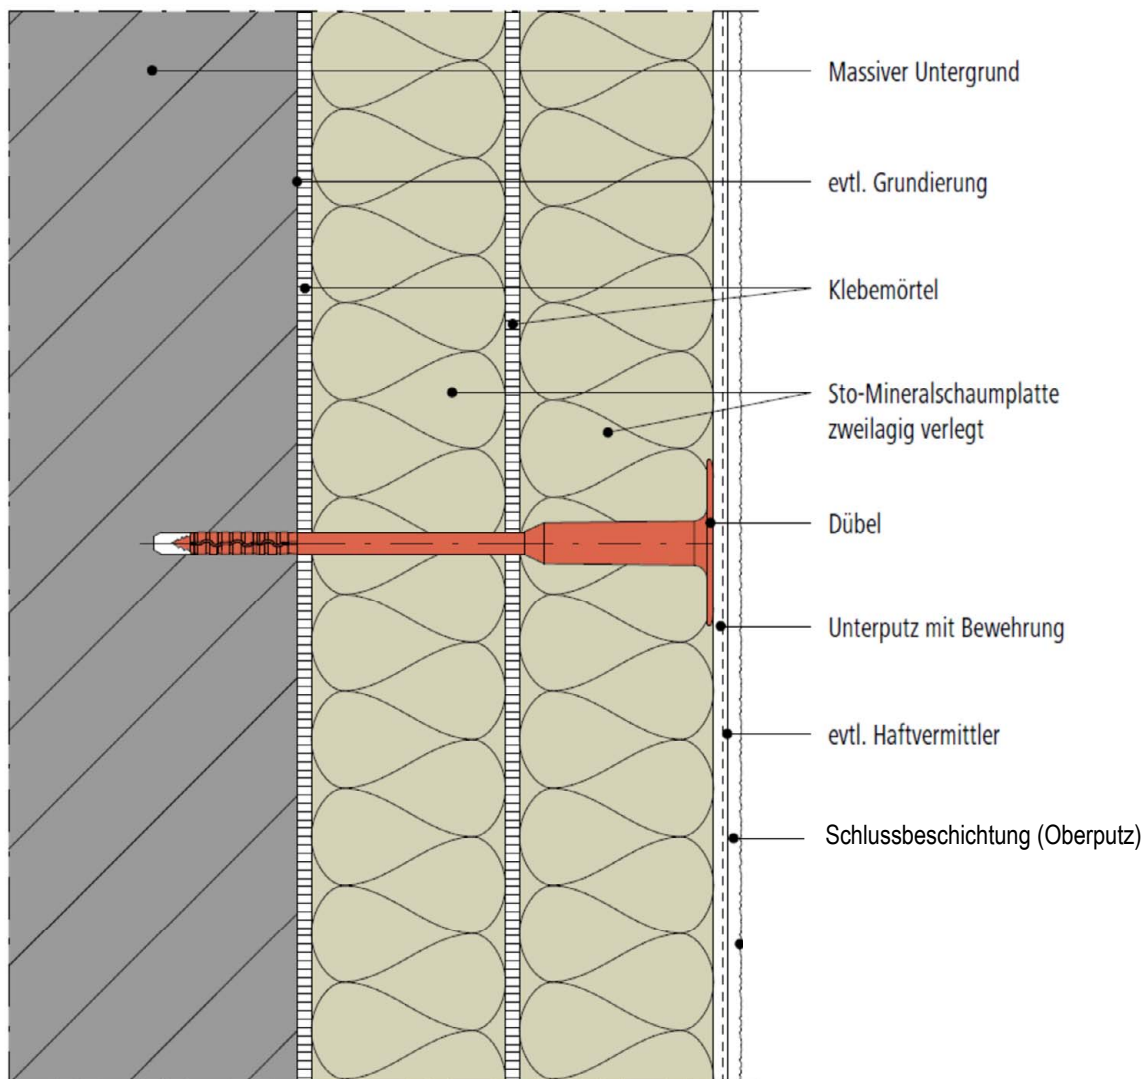 Massiver Untergrund
evtl. Grundierung
Klebemörtel
Sto-Mineralschaumplatte
zweilagig verlegt
Dübel
Unterputz mit Bewehrung
evtl. Haftvermittler
Schlussbeschichtung (Oberputz)